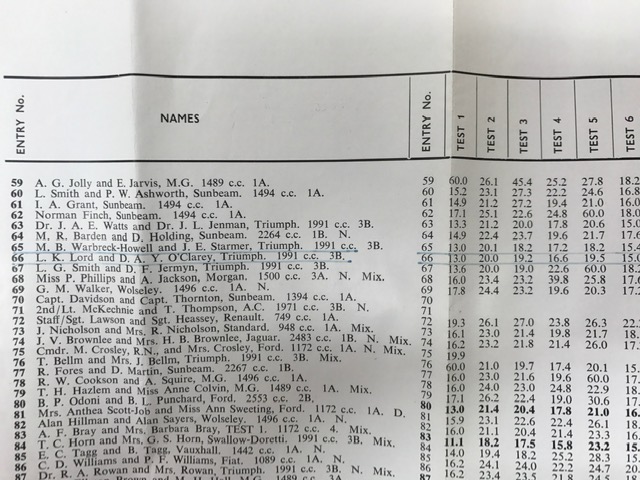 ENTRY No. NAMES ENTRY No. TEST 1 TEST 2 TEST 3 TEST 4 TEST 5 TEST 6
59 A. G. Jolly and E. Jarvis, M.G. 1489 c.c. 1A. 59 60.0 26.1 45.4 25.2 27.8 18.2
60 L. Smith and P. W. Ashworth, Sunbeam. 1494 c.c. 1A. 60 15.2 23.1 27.3 22.2 24.6 16.8
61 I. A. Grant, Sunbeam. 1494 c.c. 1A. 61 14.9 21.2 27.2 19.4 21.0 16.0
62 Norman Finch, Sunbeam. 1494 c.c. 1A. 62 17.1 25.1 22.6 24.8 60.0 18.0
63 Dr. J. A. E. Watts and Dr. J. L. Jenman, Triumph. 1991 c.c. 3B. 63 13.3 21.2 20.0 17.8 20.6 15.0
64 M. R. Barden and D. Holding, Sunbeam. 2264 c.c. 1B. N. 64 14.9 22.4 23.7 19.6 21.7 17.6
65 M. B. Warbreck-Howell and J. E. Starmer, Triumph. 1991 c.c. 3B. 65 13.0 20.1 18.2 17.2 18.2 15.4
66 L. K. Lord and D. A. Y. O'Clarey, Triumph. 1991 c.c. 3B. 66 13.0 20.0 19.2 16.6 19.5 15.0
67 L. G. Smith and D. F. Jermyn, Triumph. 1991 c.c. 3B. 67 13.6 20.0 19.0 22.6 60.0 18.2
68 Miss P. Phillips and A. Jackson, Morgan. 1500 c.c. 3A. N. Mix. 68 16.0 23.4 23.2 39.8 25.8 17.6
69 G. M. Walker, Wolseley. 1496 c.c. 1A. N. 69 17.8 24.4 23.2 19.6 20.3 17.2
70 Capt. Davidson and Capt. Thornton, Sunbeam. 1394 c.c. 1A. 70
71 2nd/Lt. McKechnie and T. Thompson, A.C. 1971 c.c. 3B. N. 71
72 Staff/Sgt. Lawson and Sgt. Heassey, Renault. 749 c.c. 1A. 72 19.3 26.1 27.0 23.8 26.3
73 J. Nicholson and Mrs. R. Nicholson, Standard. 948 c.c. 1A. Mix. 73 16.1 23.0 21.4 19.8 21.7
74 J. V. Brownlee and Mrs. H. B. Brownlee, Jaguar. 2483 c.c. 1B. N. Mix. 74 16.2 23.2 21.8 21.4 26.0
75 Cmdr. M. Crosley, R.N., and Mrs. Crosley, Ford. 1172 c.c. 1A. N. Mix. 75 19.9
76 T. Bellm and Mrs. J. Bellm, Triumph. 1991 c.c. 3B. Mix. 76 60.0 21.0 19.7 17.4 20.1
77 R. Fores and D. Martin, Sunbeam. 2267 c.c. 1B. 77 16.0 23.0 21.6 19.6 60.0
78 R. W. Cookson and A. Squire, M.G. 1496 c.c. 1A. 78 16.0 24.0 23.0 24.8 22.9
79 T. H. Hazlem and Miss Anne Colvin, M.G. 1489 c.c. 1A. Mix. 79 17.1 26.2 22.4 19.0 30.6
80 B. P. Odoni and B. L. Punchard, Ford. 2553 c.c. 2B. 80 13.0 21.4 20.4 17.8 21.0
81 Mrs. Anthea Scott-Job and Miss Ann Sweeting, Ford. 1172 c.c. 1A. D. 81 15.9 23.1 22.6 22.4 26.1
82 Alan Hillman and Alan Sayers, Wolseley. 1496 c.c. 1A. N. 82 16.0 21.1 20.4 21.4 23.3
83 A. F. Bray and Mrs. Barbara Bray, TEST 1. 1172 c.c. 4. Mix. 83 11.1 18.2 17.5 15.8 23.2
84 T. C. Horn and Mrs. G. S. Horn, Swallow-Doretti. 1991 c.c. 3B. Mix. 84 14.0 19.4 18.2 25.2 28.3
85 E. C. Tagg and B. Tagg, Vauxhall. 1442 c.c. 1A. N. 85 16.2 24.1 24.0 22.2 24.7
86 C. D. Williams and P. F. Williams, Fiat. 1089 c.c. 1A. N. 86 16.2 23.4 23.5 21.8 24.5
87 Dr. R. A. Rowan and Mrs. Rowan, Triumph. 1991 c.c. 3B. N. Mix. 87